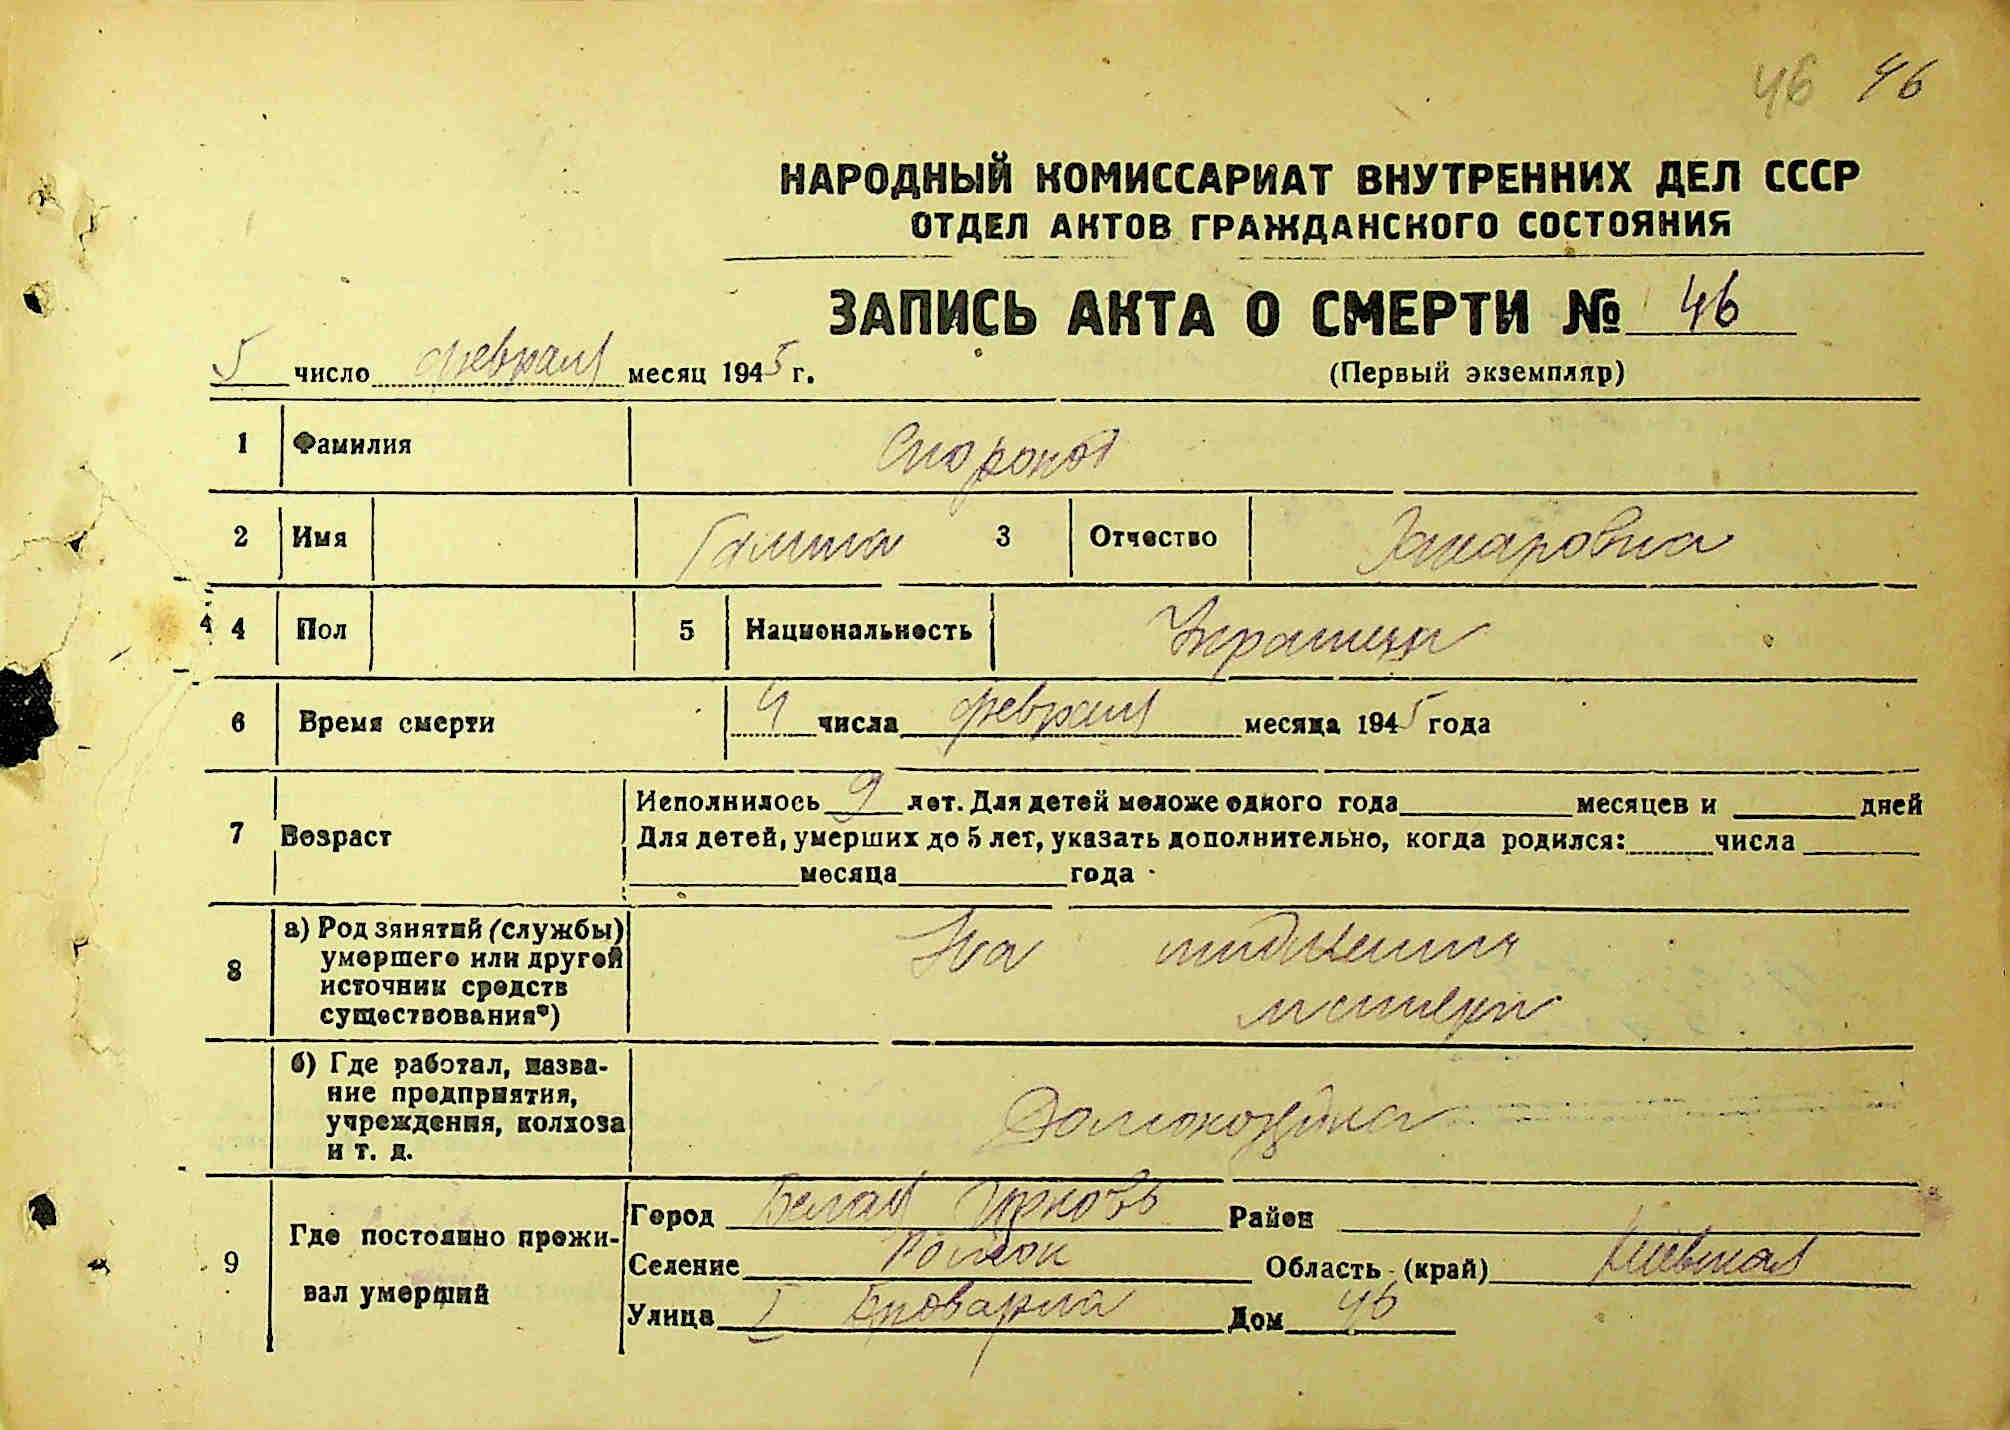 46 46
НАРОДНЫЙ КОМИССАРИАТ ВНУТРЕННИХ ДЕЛ СССР
ОТДЕЛ АКТОВ ГРАЖДАНСКОГО СОСТОЯНИЯ
ЗАПИСЬ АКТА О СМЕРТИ № 46
5 число февраля месяц 1945 г. (Первый экземпляр)
1 Фамилия
2 Имя Галина 3 Отчество Захаровна
4 4 Пол 5 Национальность Украинка
6 Время смерти 4 числа февраля месяца 1945 года
Исполнилось 9 лет. Для детей моложе одного года месяцев и дней
7 Возраст Для детей, умерших до 5 лет, указать дополнительно, когда родился: числа
месяца года
8 а) Род занятий (службы) умершего или другой источник средств существования*) На иждивении
матери
б) Где работал, название предприятия, учреждения, колхоза и т. д. Домохозяйка
9 Где постоянно проживал умерший Город Белая Церковь Район
Селение Роток Область (край) Киевская
Улица I Броварна Дом 46